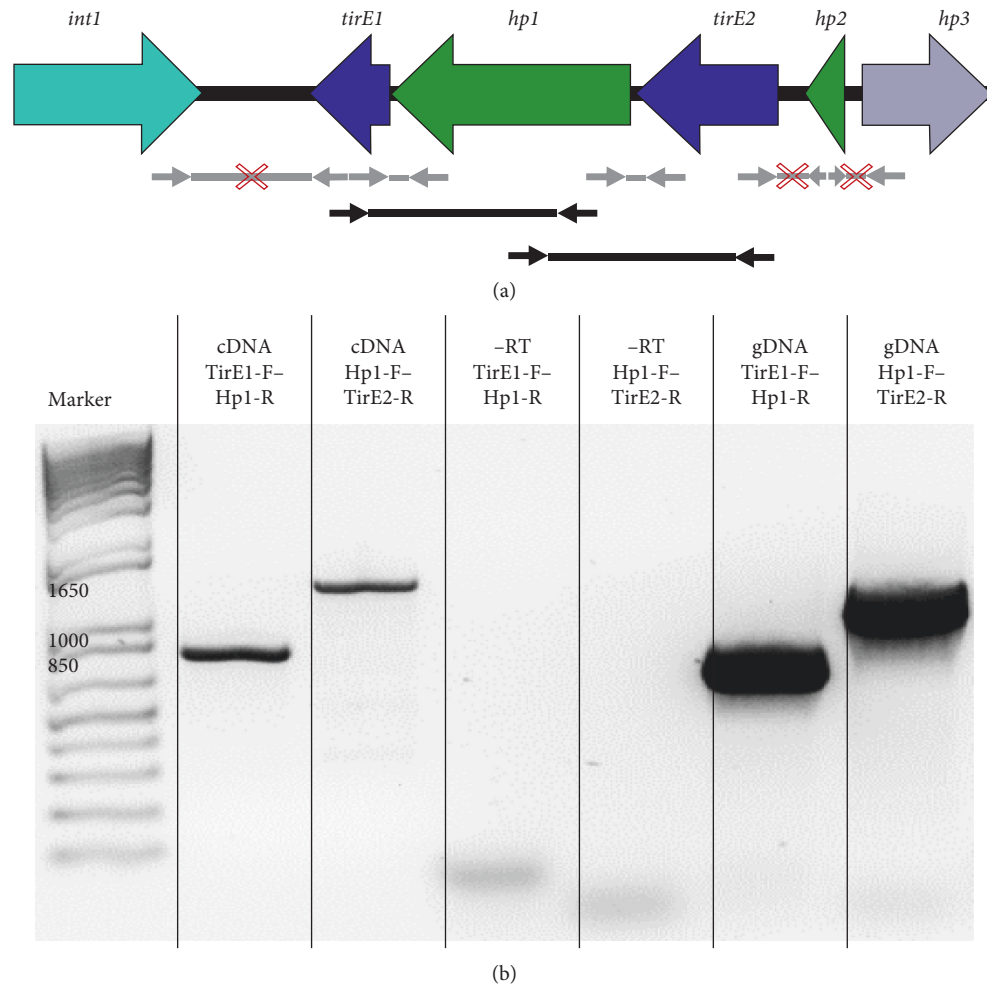 int1 tirE1 hp1 tirE2 hp2 hp3
(a)
Marker
cDNA
TirE1-F–
Hp1-R
cDNA
Hp1-F–
TirE2-R
–RT
TirE1-F–
Hp1-R
–RT
Hp1-F–
TirE2-R
gDNA
TirE1-F–
Hp1-R
gDNA
Hp1-F–
TirE2-R
1650
1000
850
(b)